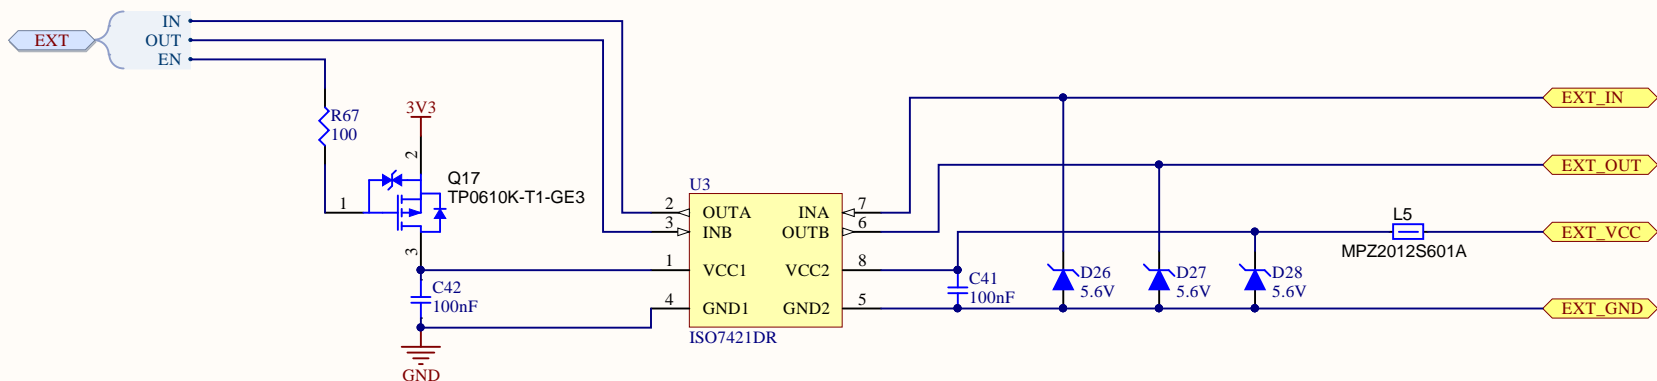 EXT
IN
OUT
EN
R67
100
3V3
2
1
3
Q17
TP0610K-T1-GE3
C42
100nF
GND
U3
2
3
1
4
OUTA
INB
VCC1
GND1
INA
OUTB
VCC2
GND2
7
6
8
5
ISO7421DR
C41
100nF
D26
5.6V
D27
5.6V
D28
5.6V
L5
MPZ2012S601A
EXT_IN
EXT_OUT
EXT_VCC
EXT_GND